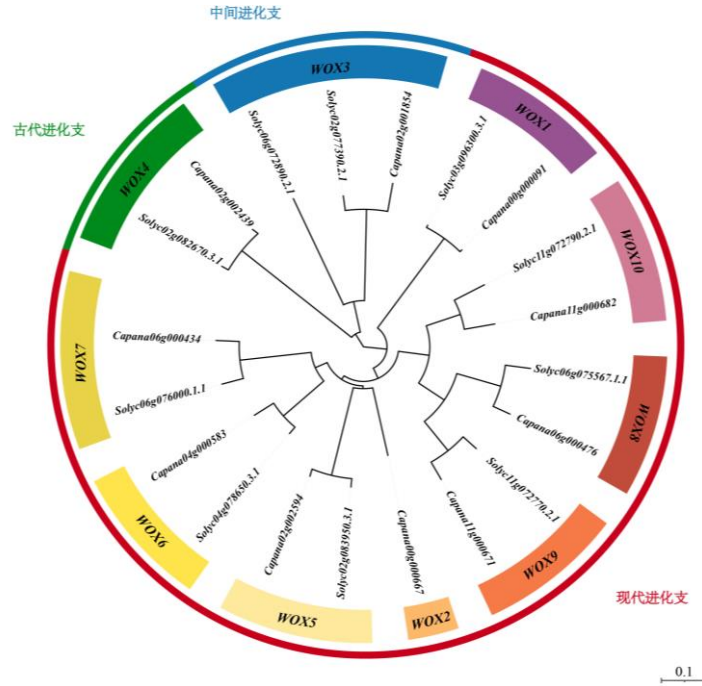 中间进化支
古代进化支
现代进化支
WOX3
WOX1
WOX10
WOX8
WOX9
WOX2
WOX5
WOX6
WOX7
WOX4
Solyc06g072890.2.1
Solyc02g077390.2.1
Capana02g001854
Solyc03g096300.3.1
Capana00g000091
Solyc11g072790.2.1
Capana11g000682
Solyc06g075567.1.1
Capana06g000476
Solyc11g072770.2.1
Capana11g000671
Capana00g000667
Solyc02g083950.3.1
Capana02g002594
Solyc04g078650.3.1
Capana04g000583
Solyc06g076000.1.1
Capana06g000434
Solyc02g082670.3.1
Capana02g002439
0.1